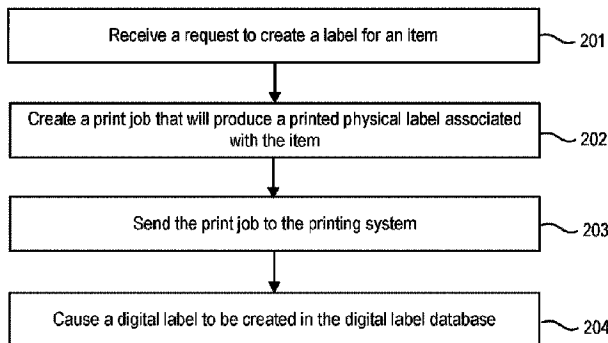 Receive a request to create a label for an item
201
Create a print job that will produce a printed physical label associated
with the item
202
Send the print job to the printing system
203
Cause a digital label to be created in the digital label database
204